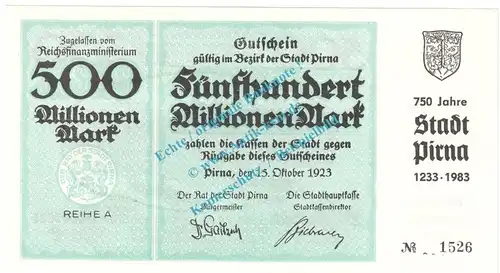 Zugelassen vom
Reichsfinanzministerium
500
Millionen
Mark
REIHE A
Gutschein
gültig im Bezirk der Stadt Pirna
Fünfhundert
Millionen Mark
zahlen die Kassen der Stadt gegen
Rückgabe dieses Gutscheines
Pirna, den 15. Oktober 1923
Der Rat der Stadt Pirna Die Stadthauptkasse
Bürgermeister Stadtkassendirektor
750 Jahre
Stadt
Pirna
1233 · 1983
№ 1526